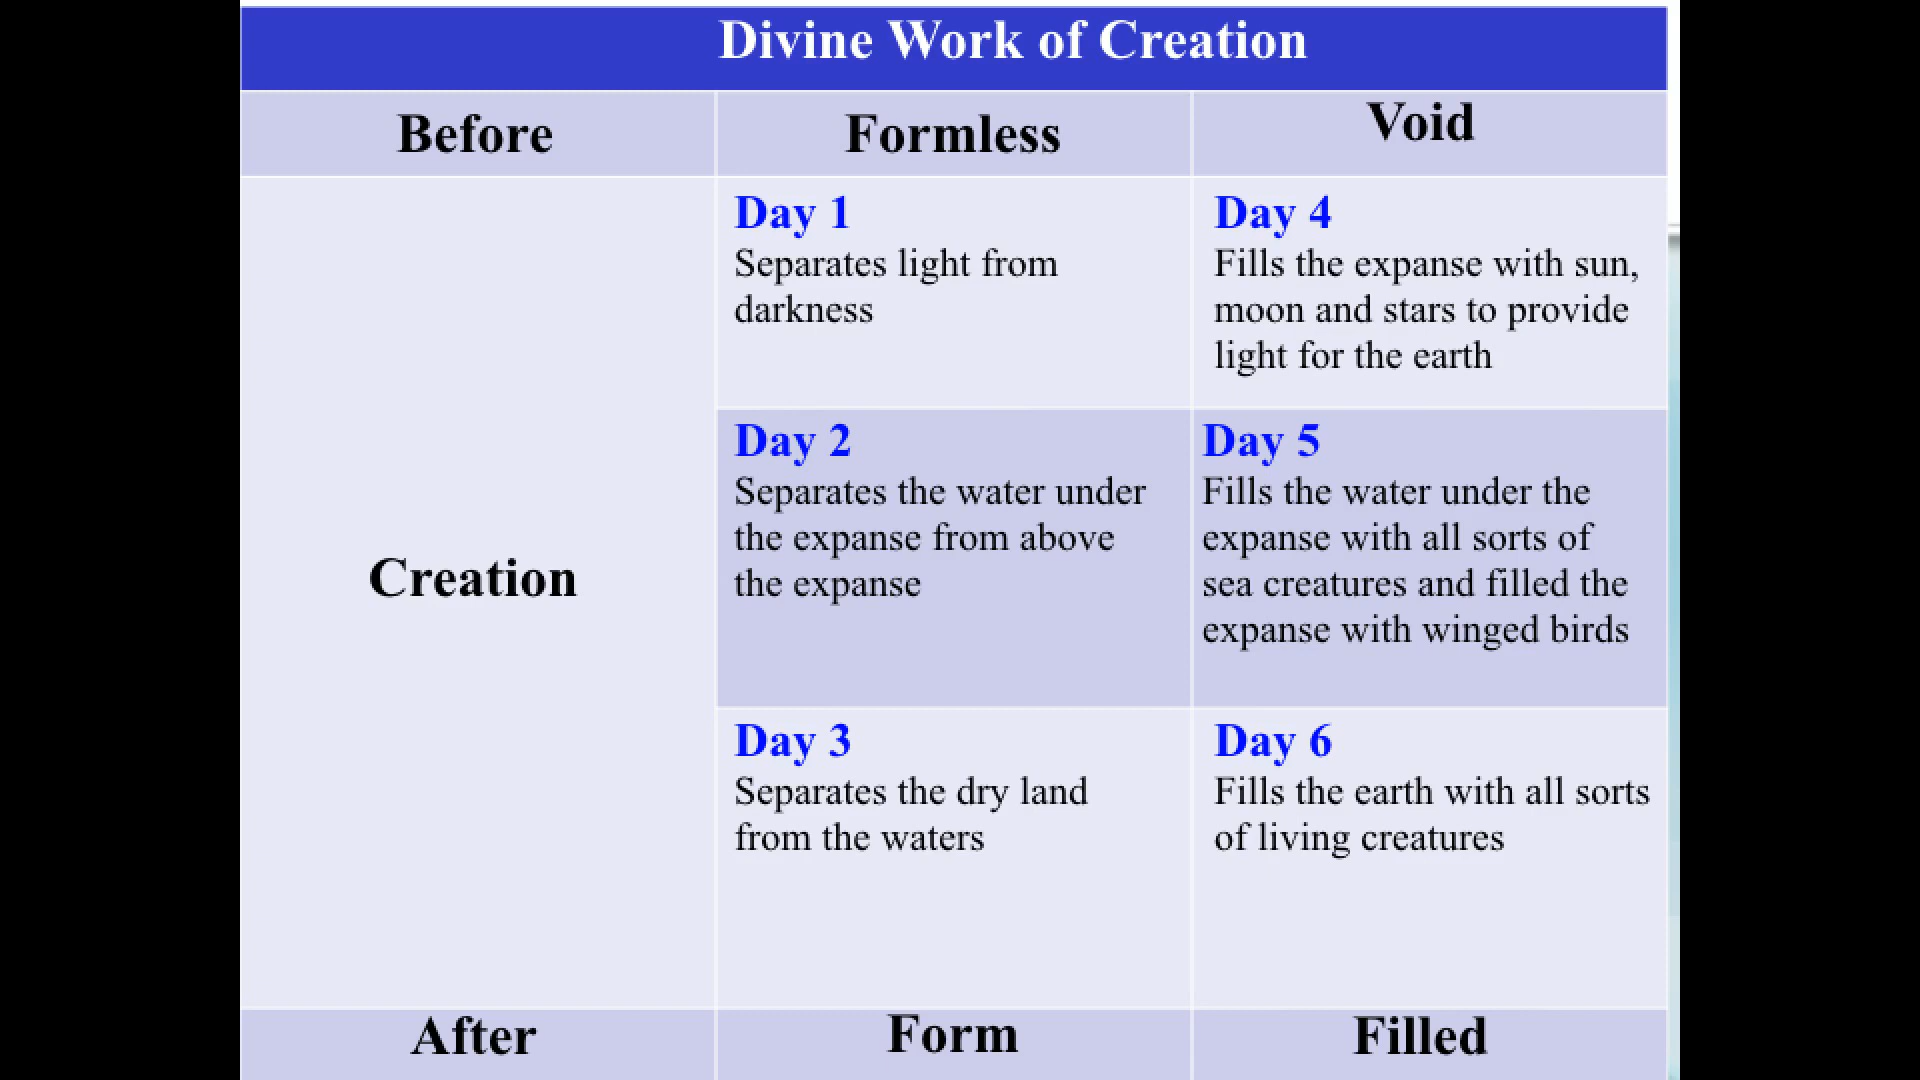 Divine Work of Creation
Before
Formless
Void
Creation
Day 1
Separates light from
darkness
Day 4
Fills the expanse with sun,
moon and stars to provide
light for the earth
Day 2
Separates the water under
the expanse from above
the expanse
Day 5
Fills the water under the
expanse with all sorts of
sea creatures and filled the
expanse with winged birds
Day 3
Separates the dry land
from the waters
Day 6
Fills the earth with all sorts
of living creatures
After
Form
Filled